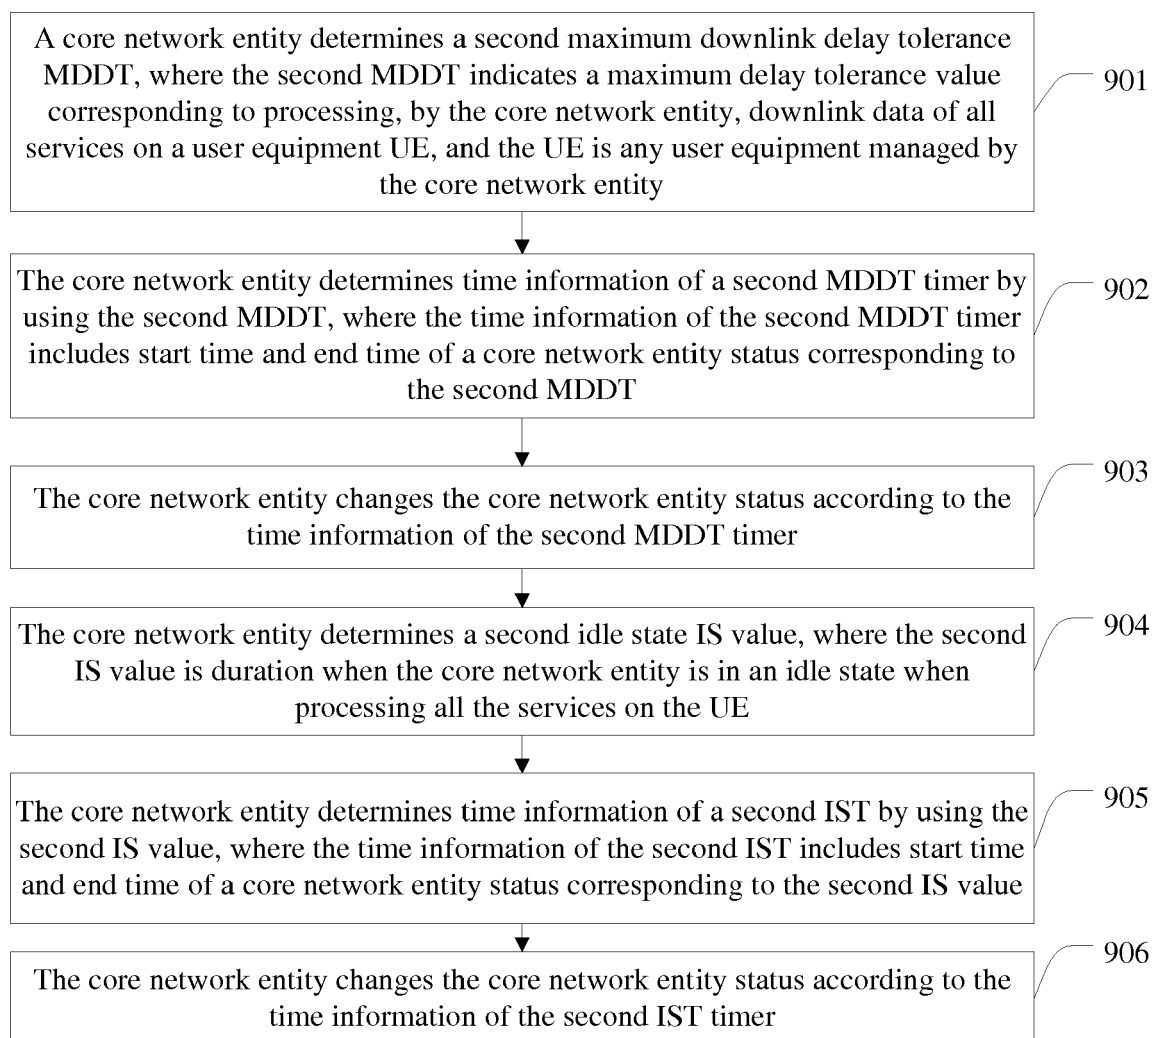 A core network entity determines a second maximum downlink delay tolerance
MDDT, where the second MDDT indicates a maximum delay tolerance value
corresponding to processing, by the core network entity, downlink data of all
services on a user equipment UE, and the UE is any user equipment managed by
the core network entity
901
The core network entity determines time information of a second MDDT timer by
using the second MDDT, where the time information of the second MDDT timer
includes start time and end time of a core network entity status corresponding to
the second MDDT
902
The core network entity changes the core network entity status according to the
time information of the second MDDT timer
903
The core network entity determines a second idle state IS value, where the second
IS value is duration when the core network entity is in an idle state when
processing all the services on the UE
904
The core network entity determines time information of a second IST by using the
second IS value, where the time information of the second IST includes start time
and end time of a core network entity status corresponding to the second IS value
905
The core network entity changes the core network entity status according to the
time information of the second IST timer
906